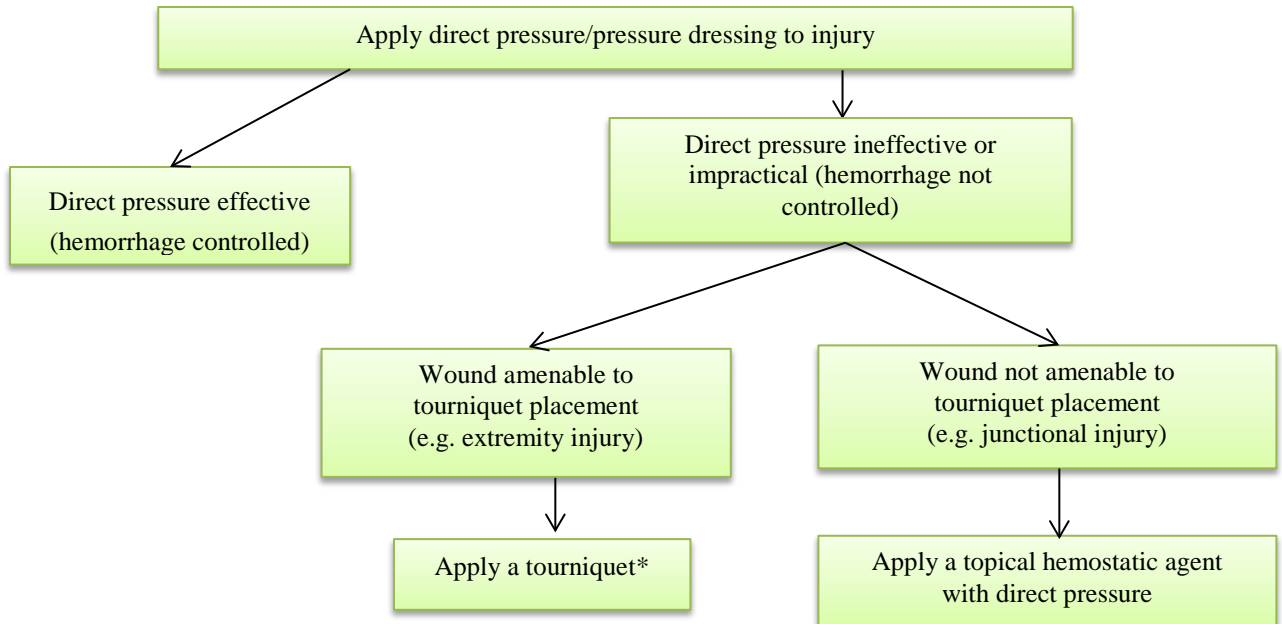 Apply direct pressure/pressure dressing to injury
Direct pressure effective
(hemorrhage controlled)
Direct pressure ineffective or
impractical (hemorrhage not
controlled)
Wound amenable to
tourniquet placement
(e.g. extremity injury)
Wound not amenable to
tourniquet placement
(e.g. junctional injury)
Apply a tourniquet*
Apply a topical hemostatic agent
with direct pressure